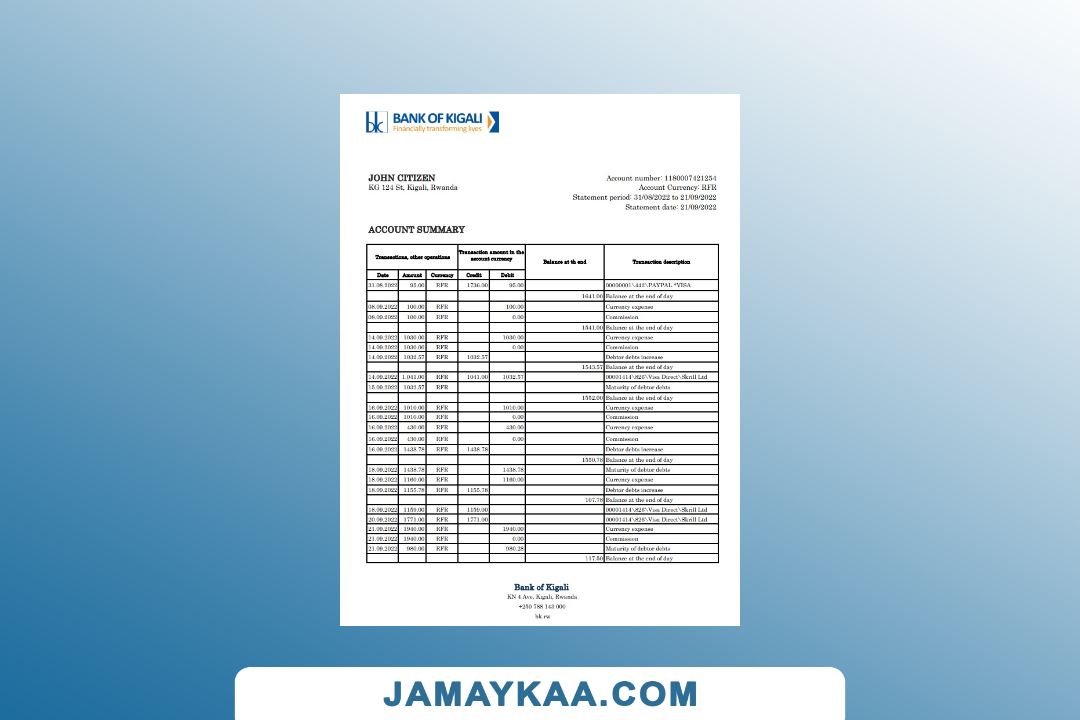 bk BANK OF KIGALI
Financially transforming lives
JOHN CITIZEN
KG 124 St, Kigali, Rwanda
Account number: 1180007421254
Account Currency: RFR
Statement period: 31/08/2022 to 21/09/2022
Statement date: 21/09/2022
ACCOUNT SUMMARY
Transactions, other operations Transaction amount in the account currency Balance at th end Transaction description
Date Amount Currency Credit Debit
31.08.2022 95.00 RFR 1736.00 95.00 00000001\442\PAYPAL *VISA
1641.00 Balance at the end of day
08.09.2022 100.00 RFR 100.00 Currency expense
08.09.2022 100.00 RFR 0.00 Commission
1541.00 Balance at the end of day
14.09.2022 1030.00 RFR 1030.00 Currency expense
14.09.2022 1030.00 RFR 0.00 Commission
14.09.2022 1032.57 RFR 1032.57 Debtor debts increase
1543.57 Balance at the end of day
14.09.2022 1 041.00 RFR 1041.00 1032.57 00001414\826\Visa Direct\Skrill Ltd
15.09.2022 1032.57 RFR Maturity of debtor debts
1552.00 Balance at the end of day
16.09.2022 1010.00 RFR 1010.00 Currency expense
16.09.2022 1010.00 RFR 0.00 Commission
16.09.2022 430.00 RFR 430.00 Currency expense
16.09.2022 430.00 RFR 0.00 Commission
16.09.2022 1438.78 RFR 1438.78 Debtor debts increase
1550.78 Balance at the end of day
18.09.2022 1438.78 RFR 1438.78 Maturity of debtor debts
18.09.2022 1160.00 RFR 1160.00 Currency expense
18.09.2022 1155.78 RFR 1155.78 Debtor debts increase
107.78 Balance at the end of day
18.09.2022 1159.00 RFR 1159.00 00001414\826\Visa Direct\Skrill Ltd
20.09.2022 1771.00 RFR 1771.00 00001414\826\Visa Direct\Skrill Ltd
21.09.2022 1940.00 RFR 1940.00 Currency expense
21.09.2022 1940.00 RFR 0.00 Commission
21.09.2022 980.00 RFR 980.28 Maturity of debtor debts
117.50 Balance at the end of day
Bank of Kigali
KN 4 Ave, Kigali, Rwanda
+250 788 143 000
bk.rw
JAMAYKAA.COM